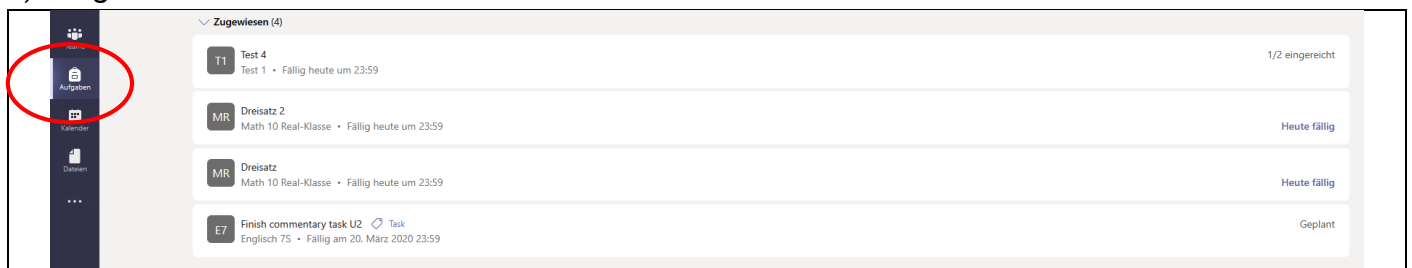 Zugewiesen (4)
Teams
Aufgaben
Kalender
Dateien
T1 Test 4 1/2 eingereicht
Test 1 • Fällig heute um 23:59
MR Dreisatz 2
Math 10 Real-Klasse • Fällig heute um 23:59 Heute fällig
MR Dreisatz
Math 10 Real-Klasse • Fällig heute um 23:59 Heute fällig
E7 Finish commentary task U2 Task Geplant
Englisch 7S • Fällig am 20. März 2020 23:59